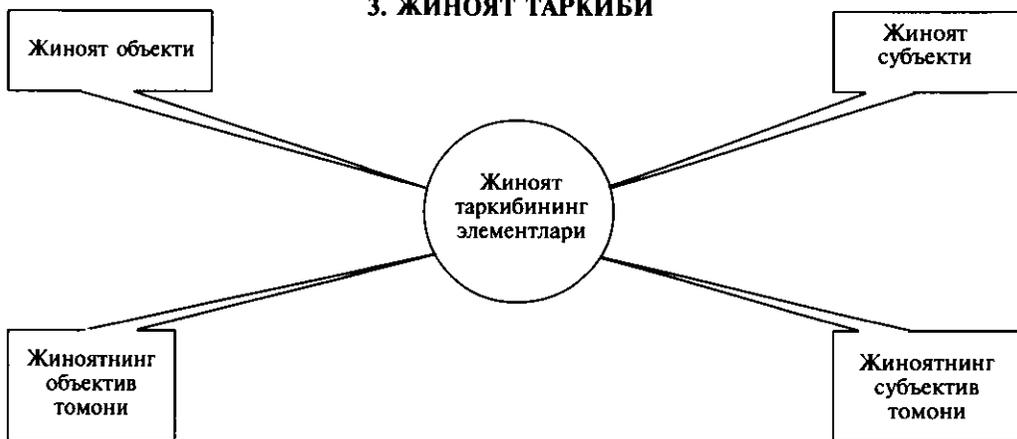 3. ЖИНОЯТ ТАРКИБИ
Жиноят объекти
Жиноят
субъекти
Жиноят
таркибининг
элементлари
Жиноятнинг
объектив
томони
Жиноятнинг
субъектив
томони